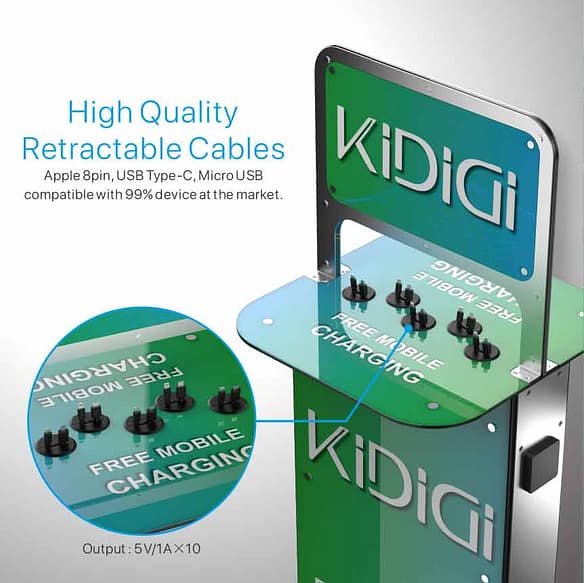 High Quality
Retractable Cables
Apple 8pin, USB Type-C, Micro USB
compatible with 99% device at the market.
KiDiGi
FREE MOBILE
CHARGING
FREE MOBILE
CHARGING
KiDiGi
FREE MOBILE
CHARGING
FREE MOBILE
CHARGING
Output : 5V/1A×10